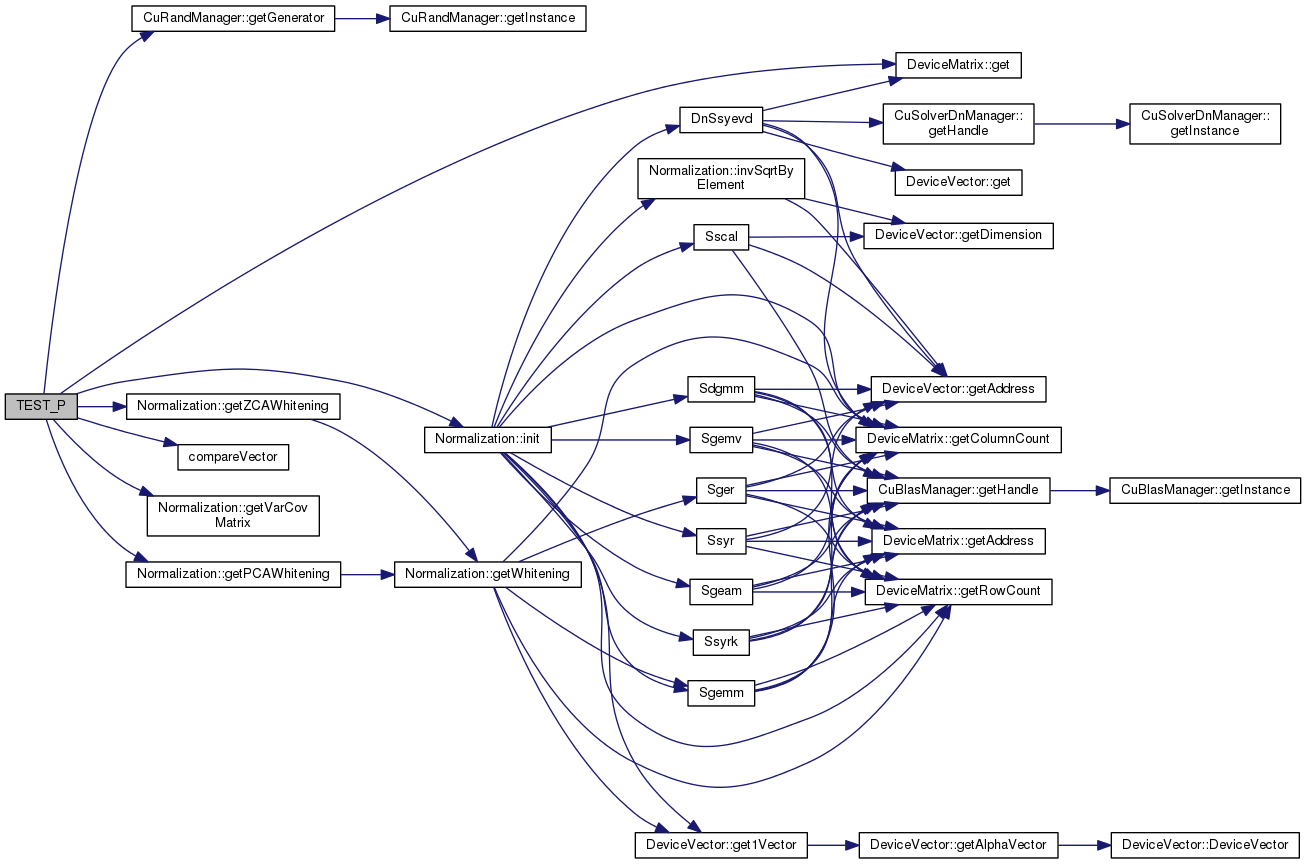 CuRandManager::getGenerator
CuRandManager::getInstance
DeviceMatrix::get
DnSsyevd
CuSolverDnManager::
getHandle
CuSolverDnManager::
getInstance
Normalization::invSqrtBy
Element
DeviceVector::get
Sscal
DeviceVector::getDimension
TEST_P
Normalization::getZCAWhitening
compareVector
Normalization::getVarCov
Matrix
Normalization::getPCAWhitening
Normalization::init
Normalization::getWhitening
Sdgmm
Sgemv
Sger
Ssyr
Sgeam
Ssyrk
Sgemm
DeviceVector::getAddress
DeviceMatrix::getColumnCount
CuBlasManager::getHandle
CuBlasManager::getInstance
DeviceMatrix::getAddress
DeviceMatrix::getRowCount
DeviceVector::get1Vector
DeviceVector::getAlphaVector
DeviceVector::DeviceVector